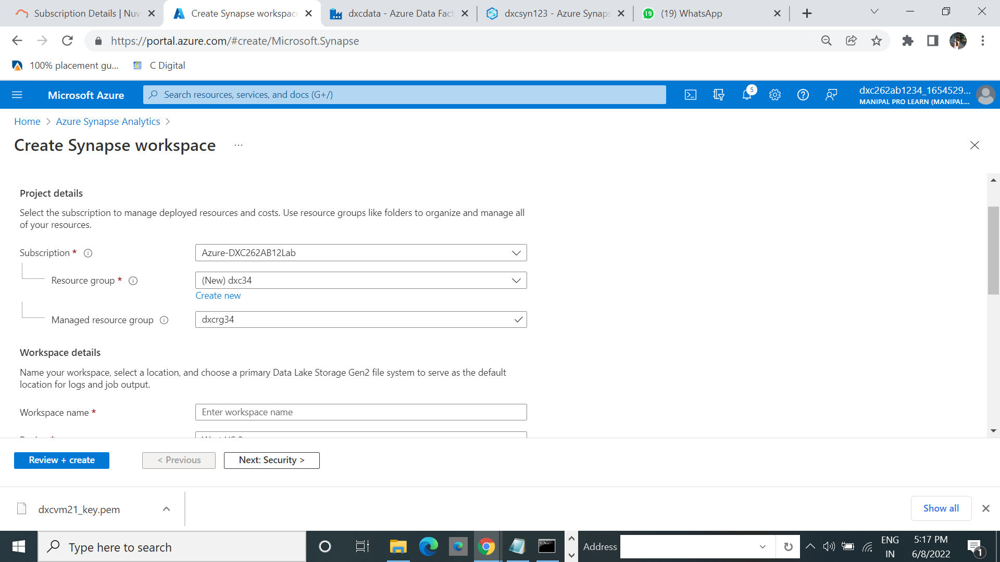 Subscription Details | Nuv
Create Synapse workspace
dxcdata - Azure Data Fact
dxcsyn123 - Azure Synaps
19
(19) WhatsApp
https://portal.azure.com/#create/Microsoft.Synapse
100% placement gu...
C Digital
Microsoft Azure
Search resources, services, and docs (G+/)
5
dxc262ab1234_1654529...
MANIPAL PRO LEARN (MANIPAL...
Home > Azure Synapse Analytics >
Create Synapse workspace ...
Project details
Select the subscription to manage deployed resources and costs. Use resource groups like folders to organize and manage all
of your resources.
Subscription *
Azure-DXC262AB12Lab
Resource group *
(New) dxc34
Create new
Managed resource group
dxcrg34
Workspace details
Name your workspace, select a location, and choose a primary Data Lake Storage Gen2 file system to serve as the default
location for logs and job output.
Workspace name *
Enter workspace name
Review + create
< Previous
Next: Security >
dxcvm21_key.pem
Show all
Type here to search
Address
ENG
IN
5:17 PM
6/8/2022
1